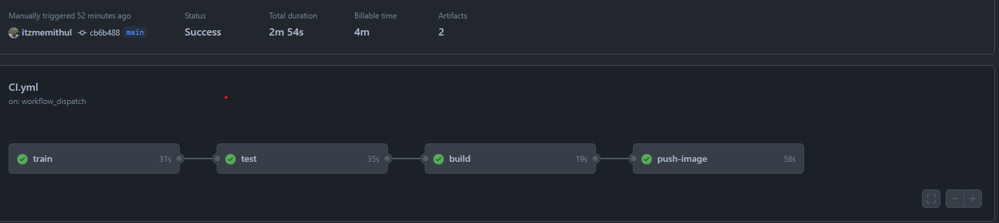 Manually triggered 52 minutes ago Status Total duration Billable time Artifacts
itzmemithul cb6b488 main Success 2m 54s 4m 2
CI.yml
on: workflow_dispatch
train 31s test 35s build 19s push-image 58s